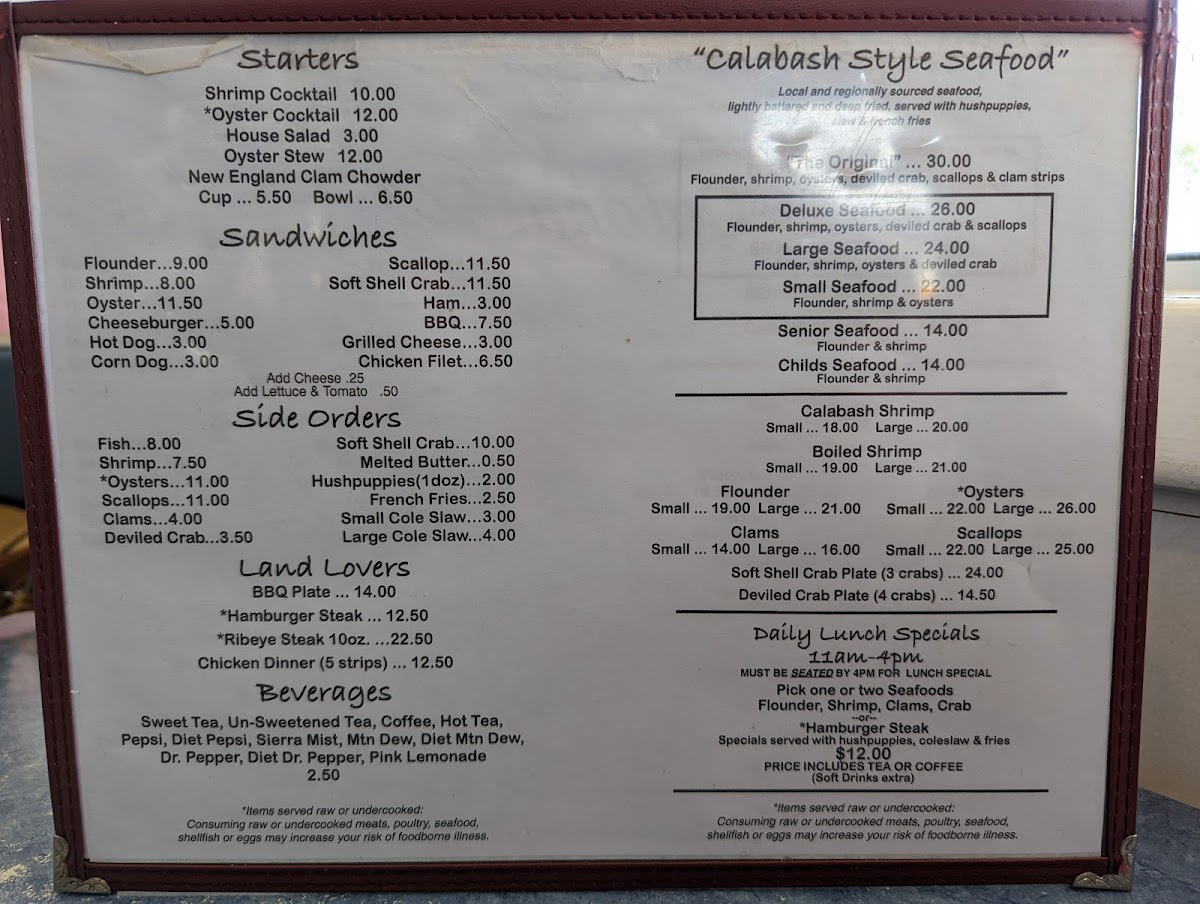 Starters
Shrimp Cocktail 10.00
*Oyster Cocktail 12.00
House Salad 3.00
Oyster Stew 12.00
New England Clam Chowder
Cup ... 5.50 Bowl ... 6.50
Sandwiches
Flounder...9.00 Scallop...11.50
Shrimp...8.00 Soft Shell Crab...11.50
Oyster...11.50 Ham...3.00
Cheeseburger...5.00 BBQ...7.50
Hot Dog...3.00 Grilled Cheese...3.00
Corn Dog...3.00 Chicken Filet...6.50
Add Cheese .25
Add Lettuce & Tomato .50
Side Orders
Fish...8.00 Soft Shell Crab...10.00
Shrimp...7.50 Melted Butter...0.50
*Oysters...11.00 Hushpuppies(1doz)...2.00
Scallops...11.00 French Fries...2.50
Clams...4.00 Small Cole Slaw...3.00
Deviled Crab...3.50 Large Cole Slaw...4.00
Land Lovers
BBQ Plate ... 14.00
*Hamburger Steak ... 12.50
*Ribeye Steak 10oz. ...22.50
Chicken Dinner (5 strips) ... 12.50
Beverages
Sweet Tea, Un-Sweetened Tea, Coffee, Hot Tea,
Pepsi, Diet Pepsi, Sierra Mist, Mtn Dew, Diet Mtn Dew,
Dr. Pepper, Diet Dr. Pepper, Pink Lemonade
2.50
*Items served raw or undercooked:
Consuming raw or undercooked meats, poultry, seafood,
shellfish or eggs may increase your risk of foodborne illness.
"Calabash Style Seafood"
Local and regionally sourced seafood,
lightly battered and deep fried, served with hushpuppies,
slaw & french fries
"The Original" ... 30.00
Flounder, shrimp, oysters, deviled crab, scallops & clam strips
Deluxe Seafood ... 26.00
Flounder, shrimp, oysters, deviled crab & scallops
Large Seafood ... 24.00
Flounder, shrimp, oysters & deviled crab
Small Seafood ... 22.00
Flounder, shrimp & oysters
Senior Seafood ... 14.00
Flounder & shrimp
Childs Seafood ... 14.00
Flounder & shrimp
Calabash Shrimp
Small ... 18.00 Large ... 20.00
Boiled Shrimp
Small ... 19.00 Large ... 21.00
Flounder *Oysters
Small ... 19.00 Large ... 21.00 Small ... 22.00 Large ... 26.00
Clams Scallops
Small ... 14.00 Large ... 16.00 Small ... 22.00 Large ... 25.00
Soft Shell Crab Plate (3 crabs) ... 24.00
Deviled Crab Plate (4 crabs) ... 14.50
Daily Lunch Specials
11am-4pm
MUST BE SEATED BY 4PM FOR LUNCH SPECIAL
Pick one or two Seafoods
Flounder, Shrimp, Clams, Crab
--or--
*Hamburger Steak
Specials served with hushpuppies, coleslaw & fries
$12.00
PRICE INCLUDES TEA OR COFFEE
(Soft Drinks extra)
*Items served raw or undercooked:
Consuming raw or undercooked meats, poultry, seafood,
shellfish or eggs may increase your risk of foodborne illness.